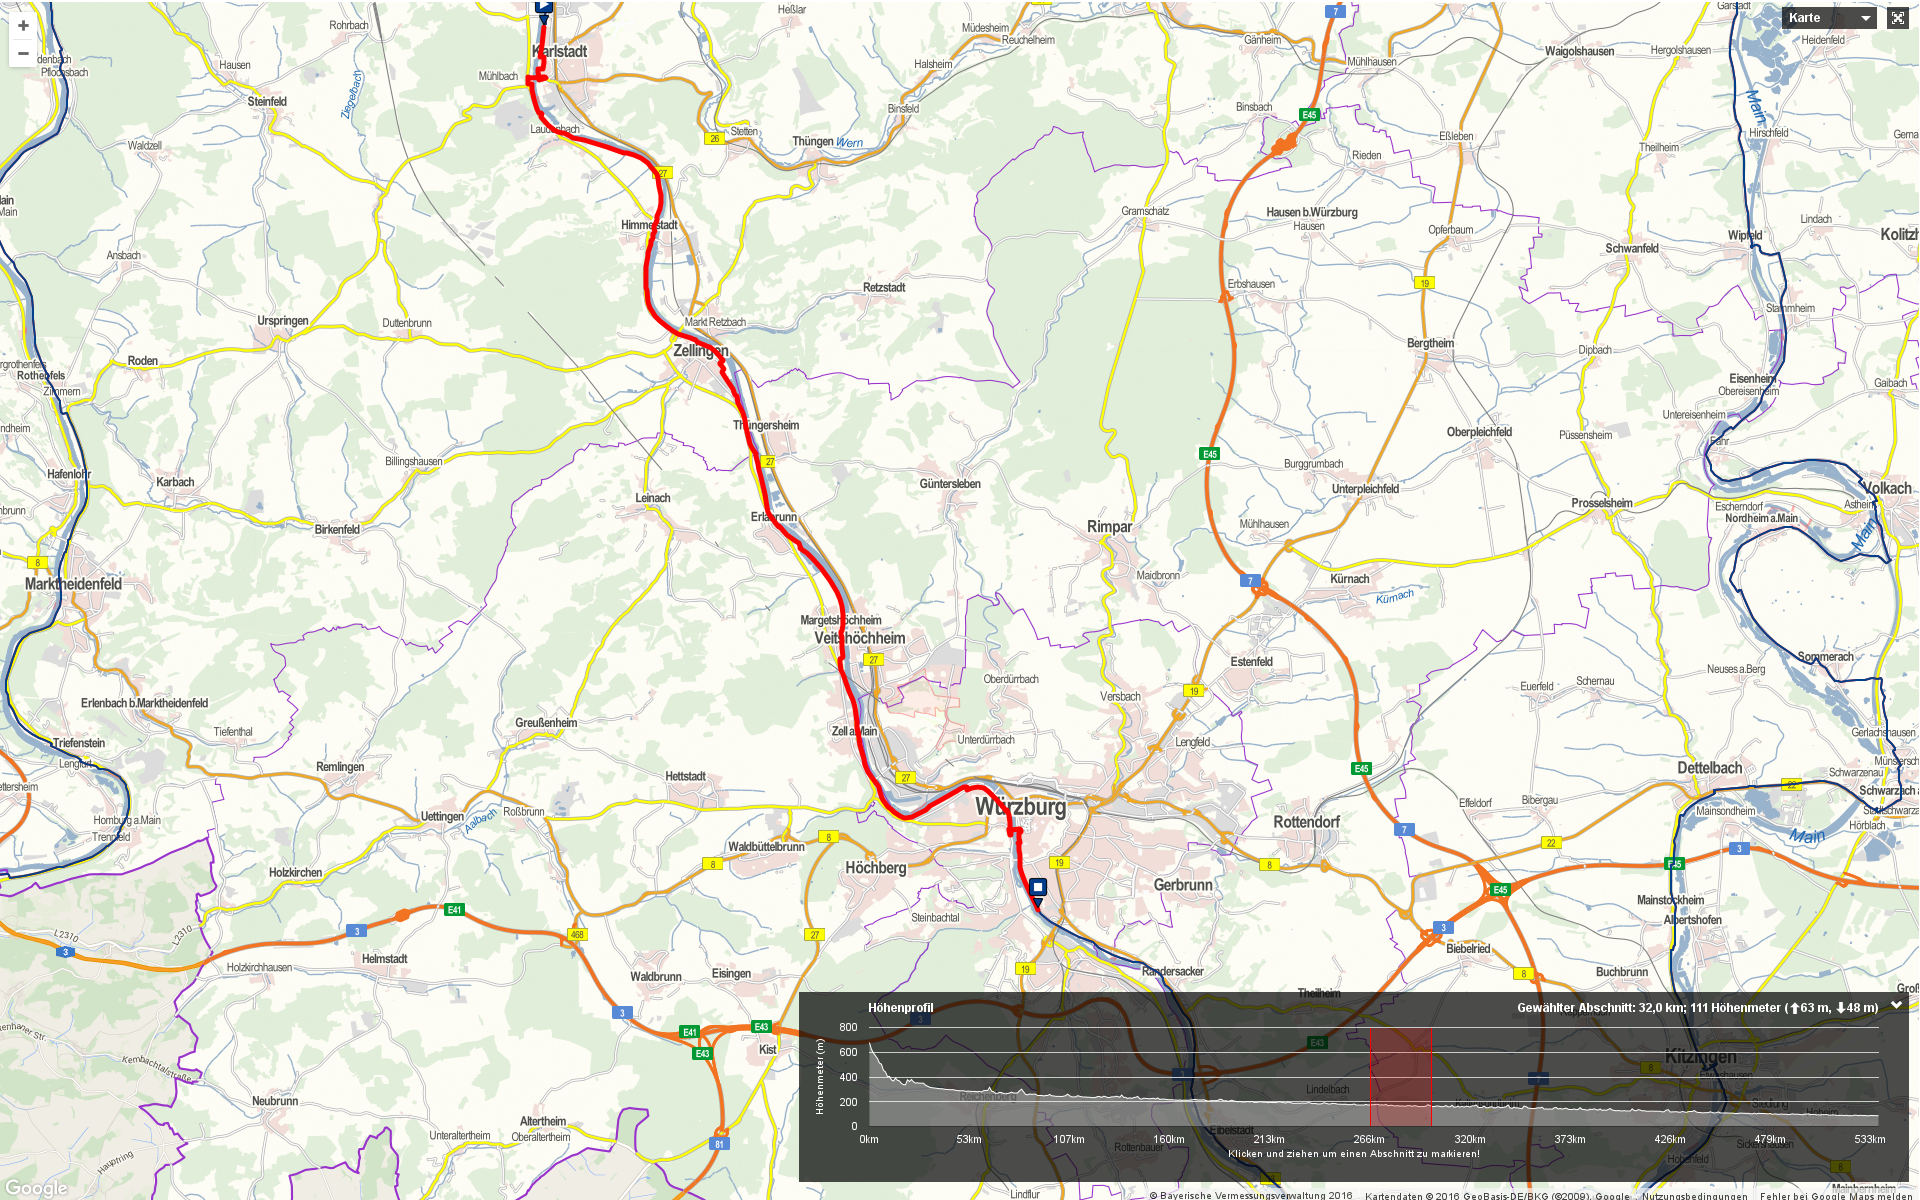 Heßlar
Karte
Rohrbach
Müdesheim
Garstadt
Reuchelheim
Gänheim
Waigolshausen
Hergolshausen
Heidenfeld
Karlstadt
Hausen
Halsheim
Mühlhausen
Pflochsbach
Mühlbach
Steinfeld
Ziegelbach
Binsfeld
Binsbach
E45
Main
Laudenbach
Stetten
26
Thüngen
Wern
Eßleben
Hirschfeld
Waldzell
Rieden
Theilheim
27
Gramschatz
Hausen b.Würzburg
Hausen
Lindach
Himmelstadt
Opferbaum
Wipfeld
Schwanfeld
Ansbach
Retzstadt
Erbshausen
19
Stammheim
Urspringen
Duttenbrunn
Markt Retzbach
Zellingen
Bergtheim
Dipbach
Roden
Rothenfels
Zimmern
Eisenheim
Obereisenheim
Gaibach
Thüngersheim
Untereisenheim
Oberpleichfeld
Püssensheim
Fahr
Billingshausen
27
E45
Burggrumbach
Hafenlohr
Karbach
Leinach
Güntersleben
Unterpleichfeld
Prosselsheim
Volkach
Escherndorf
Astheim
Nordheim a.Main
Birkenfeld
Erlabrunn
Rimpar
Mühlhausen
Main
8
Marktheidenfeld
Maidbronn
7
Kürnach
Kürnach
Margetshöchheim
Veitshöchheim
27
Estenfeld
Sommerach
Neuses a.Berg
Oberdürrbach
Versbach
19
Euerfeld
Schernau
Erlenbach b.Marktheidenfeld
Tiefenthal
Greußenheim
Zell a.Main
Unterdürrbach
Lengfeld
Gerlachshausen
Triefenstein
Lengfurt
Remlingen
Hettstadt
27
E45
Dettelbach
Schwarzenau
22
Roßbrunn
Uettingen
Aalbach
Würzburg
Effeldorf
Bibergau
Mainsondheim
Hornburg a.Main
Trennfeld
Rottendorf
7
Hörblach
Main
Waldbüttelbrunn
8
8
Höchberg
19
8
22
3
E45
Holzkirchen
Gerbrunn
E45
Mainstockheim
Albertshofen
E41
Steinbachtal
L2310
L2310
3
3
468
27
3
Biebelried
Holzkirchhausen
Helmstadt
Waldbrunn
Eisingen
19
Randersacker
8
Buchbrunn
Theilheim
3
E41
E43
E43
Kist
Höhenprofil
Gewählter Abschnitt: 32,0 km; 111 Höhenmeter (63 m, 48 m)
800
600
400
200
0
Höhenmeter (m)
E43
Kitzingen
8
Lindelbach
Kembachtalstraße
Neubrunn
Altertheim
Oberaltertheim
Unteraltertheim
Hauptring
81
0km
53km
107km
160km
213km
266km
320km
373km
426km
479km
533km
Klicken und ziehen um einen Abschnitt zu makieren!
Rottenbauer
Eibelstadt
Google
Lindflur
© Bayerische Vermessungsverwaltung 2016
Kartendaten © 2016 GeoBasis-DE/BKG (©2009), Google
Nutzungsbedingungen
Fehler bei Google Maps melden